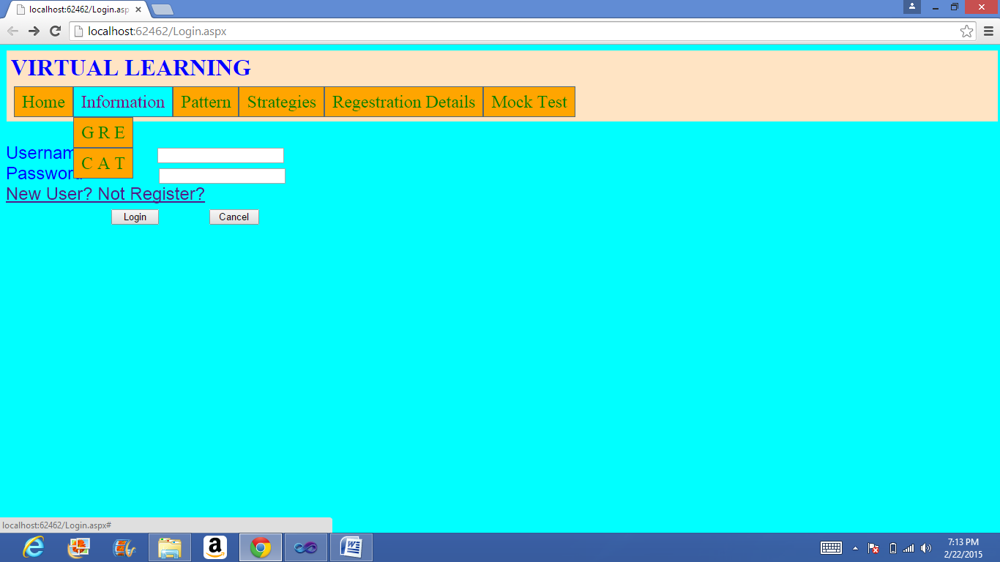 localhost:62462/Login.asp
localhost:62462/Login.aspx
VIRTUAL LEARNING
Home Information Pattern Strategies Regestration Details Mock Test
G R E
C A T
Usernam
Password
New User? Not Register?
Login Cancel
localhost:62462/Login.aspx#
7:13 PM
2/22/2015